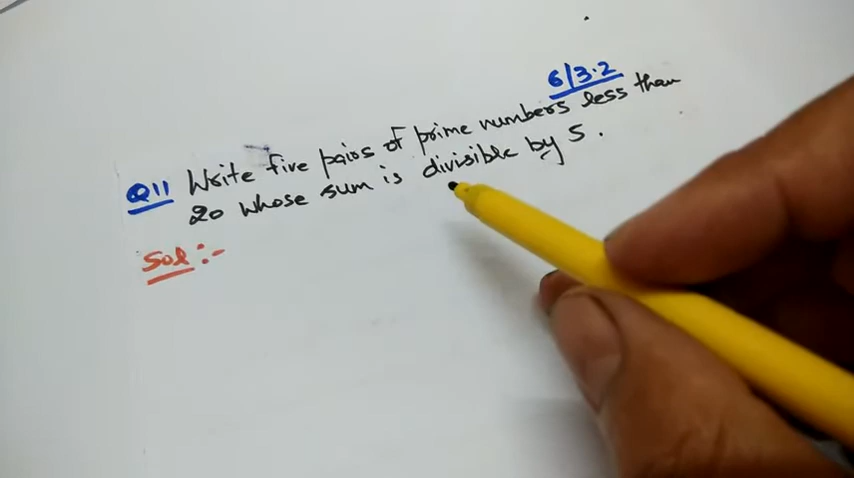 6/3.2
Q11 Write five pairs of prime numbers less than
20 whose sum is divisible by 5.
Sol :-